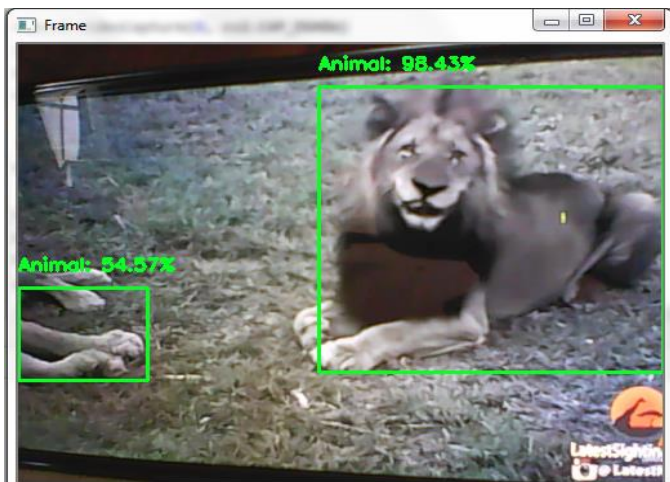 Frame
Animal: 98.43%
Animal: 54.57%
LatestSightin
@Latest